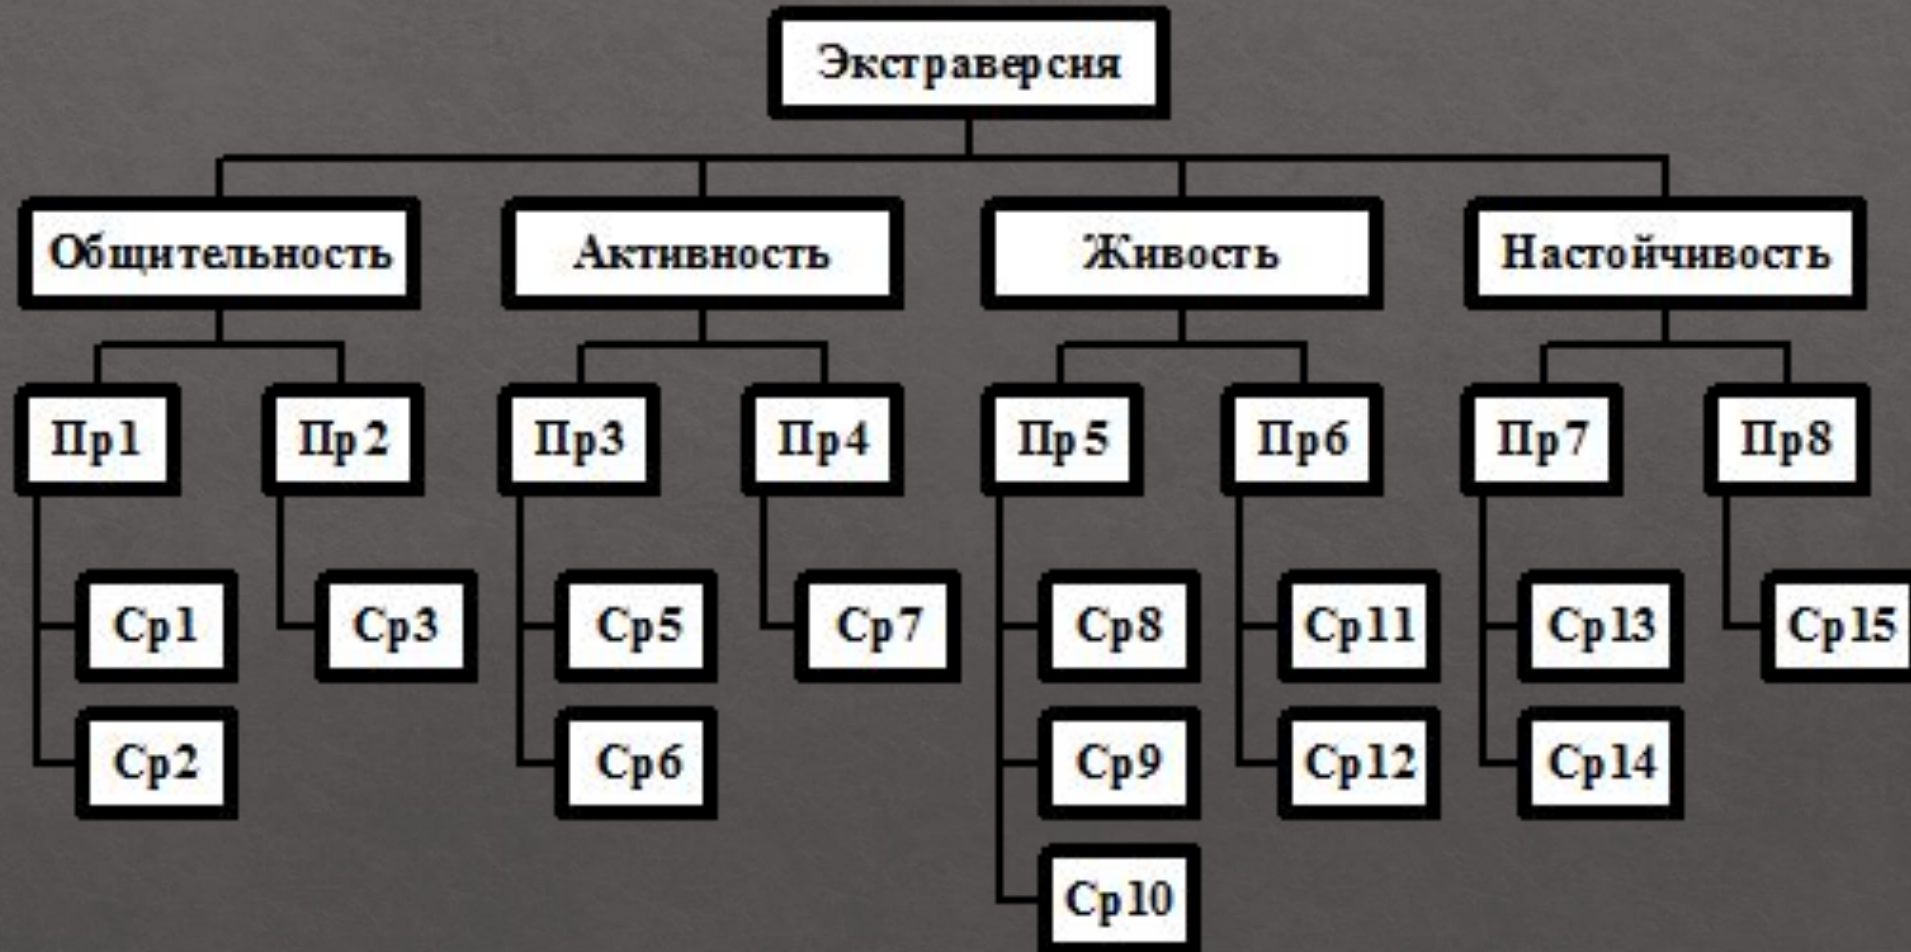 Экстраверсия
Общительность Активность Живость Настойчивость
Пр1 Пр2 Пр3 Пр4 Пр5 Пр6 Пр7 Пр8
Ср1 Ср3 Ср5 Ср7 Ср8 Ср11 Ср13 Ср15
Ср2 Ср6 Ср9 Ср12 Ср14
Ср10